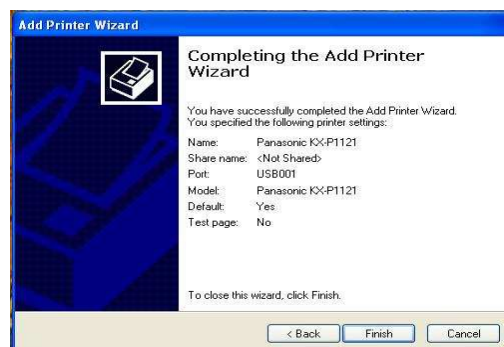 Add Printer Wizard
Completing the Add Printer
Wizard
You have successfully completed the Add Printer Wizard.
You specified the following printer settings:
Name: Panasonic KX-P1121
Share name: <Not Shared>
Port: USB001
Model: Panasonic KX-P1121
Default: Yes
Test page: No
To close this wizard, click Finish.
< Back Finish Cancel